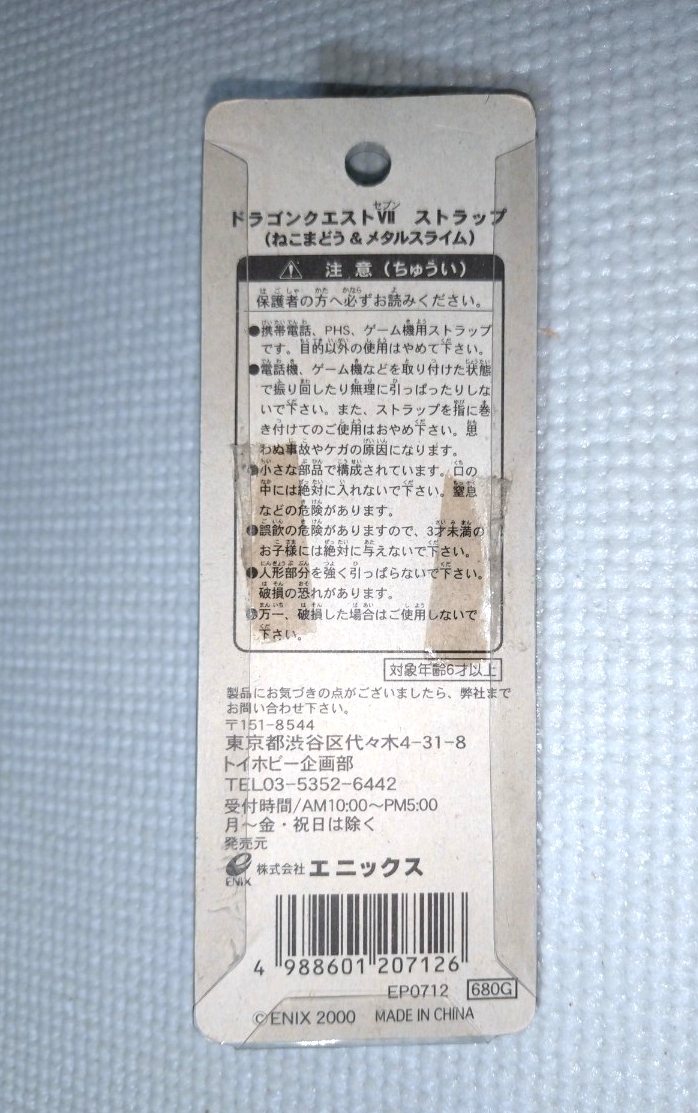 ドラゴンクエストⅦ ストラップ
(ねこまどう&メタルスライム)
⚠ 注意(ちゅうい)
保護者の方へ必ずお読みください。
●携帯電話、PHS、ゲーム機用ストラップ
です。目的以外の使用はやめて下さい。
●電話機、ゲーム機などを取り付けた状態
で振り回したり無理に引っぱったりしな
いで下さい。また、ストラップを指に巻
き付けてのご使用はおやめ下さい。思
わぬ事故やケガの原因になります。
●小さな部品で構成されています。口の
中には絶対に入れないで下さい。窒息
などの危険があります。
●誤飲の危険がありますので、3才未満の
お子様には絶対に与えないで下さい。
●人形部分を強く引っぱらないで下さい。
破損の恐れがあります。
●万一、破損した場合はご使用しないで
下さい。
対象年齢6才以上
製品にお気づきの点がございましたら、弊社まで
お問い合わせ下さい。
〒151-8544
東京都渋谷区代々木4-31-8
トイホビー企画部
TEL03-5352-6442
受付時間/AM10:00〜PM5:00
月〜金・祝日は除く
発売元
ENIX 株式会社エニックス
4 988601 207126
EP0712 680G
©ENIX 2000 MADE IN CHINA